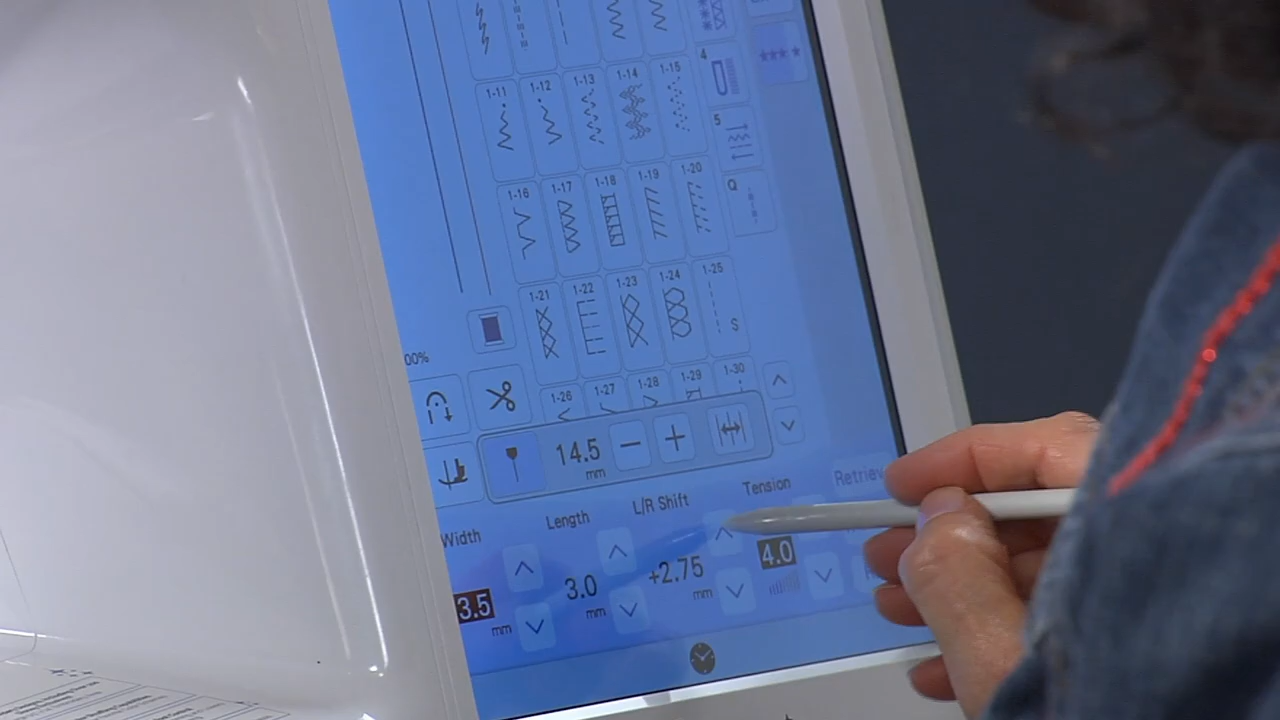 4
1-11 1-12 1-13 1-14 1-15
5
1-16 1-17 1-18 1-19 1-20
Q
1-21 1-22 1-23 1-24 1-25
S
00%
1-26 1-27 1-28 1-29 1-30
14.5 mm − +
Width Length L/R Shift Tension Retriev
3.5 mm 3.0 mm +2.75 mm 4.0